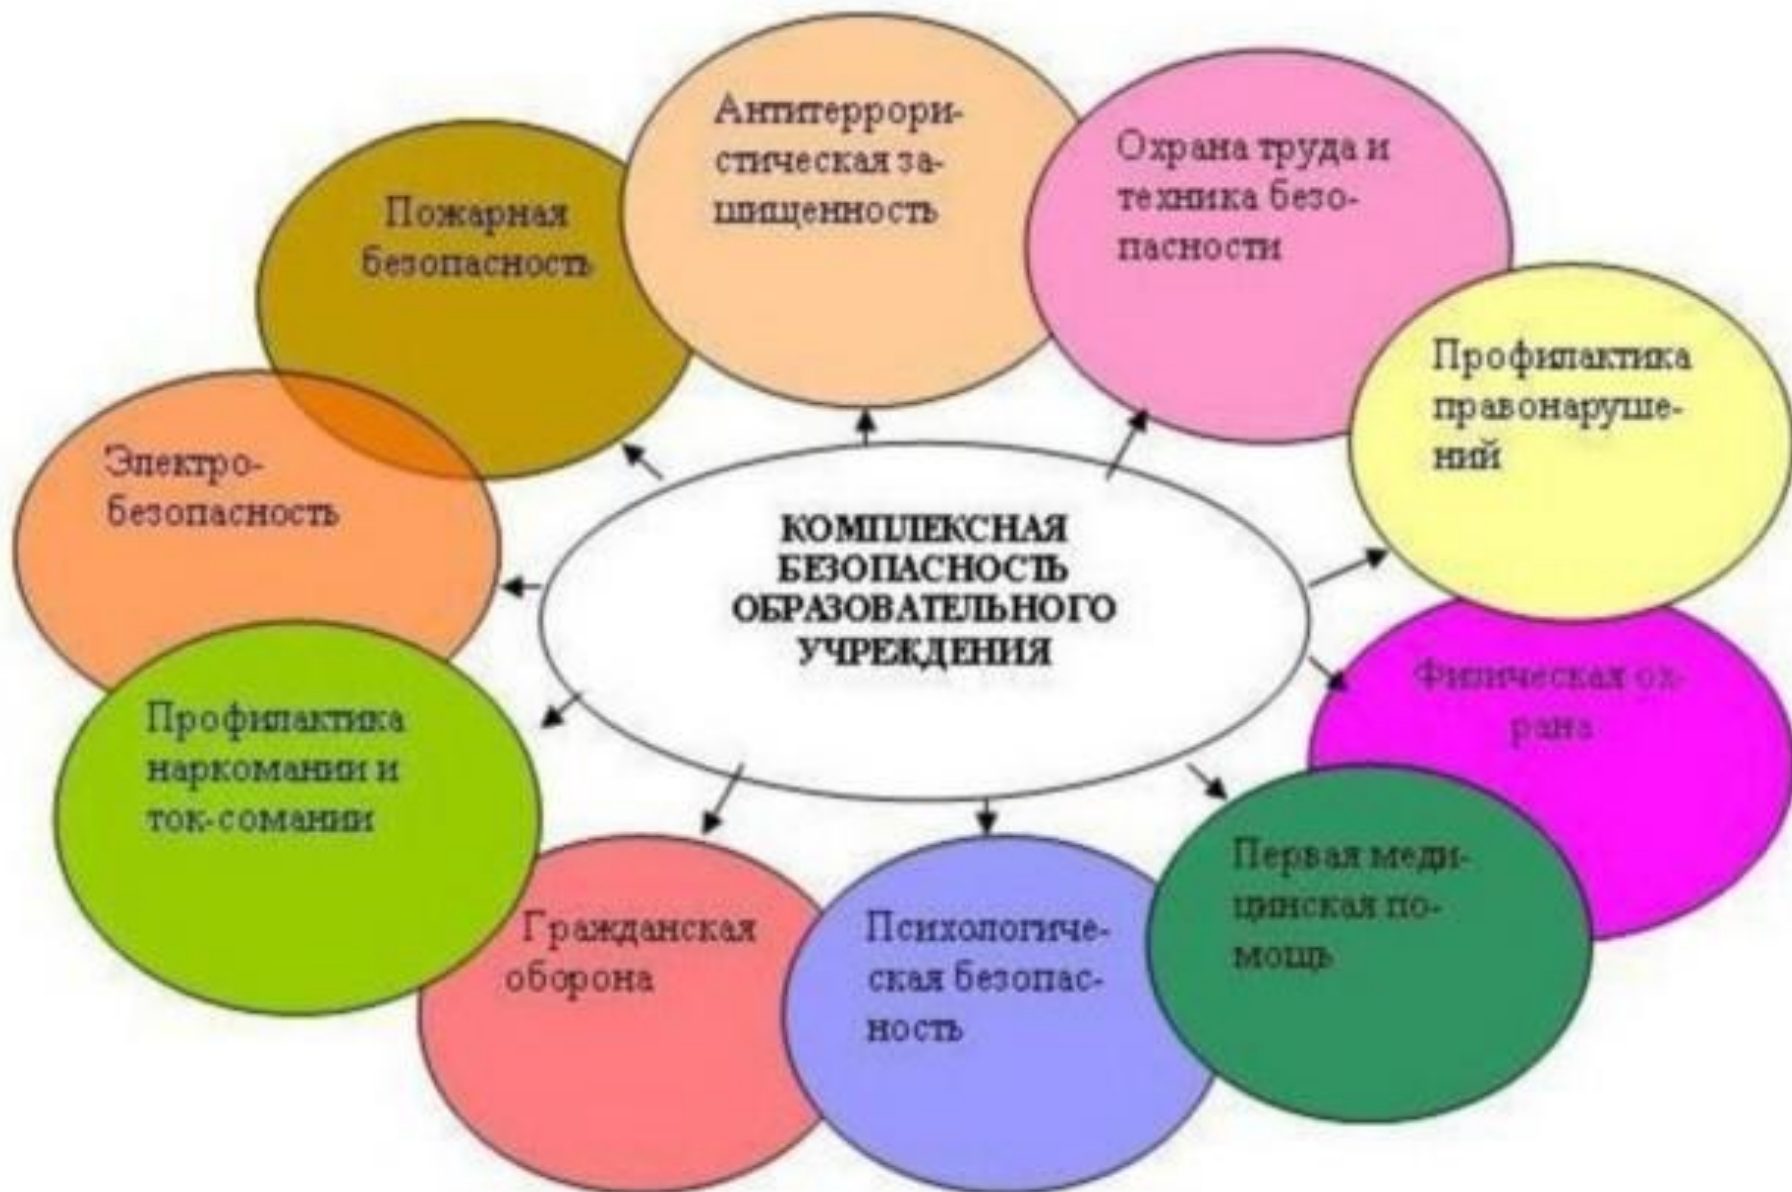 Антитеррори-
стическая за-
шищенность
Охрана труда и
техника безо-
пасности
Пожарная
безопасность
Профилактика
правонаруше-
ний
Электро-
безопасность
КОМПЛЕКСНАЯ
БЕЗОПАСНОСТЬ
ОБРАЗОВАТЕЛЬНОГО
УЧРЕЖДЕНИЯ
Физическая ох-
рана
Профилактика
наркомании и
ток-сомании
Первая меди-
цинская по-
мощь
Гражданская
оборона
Психологиче-
ская безопас-
ность